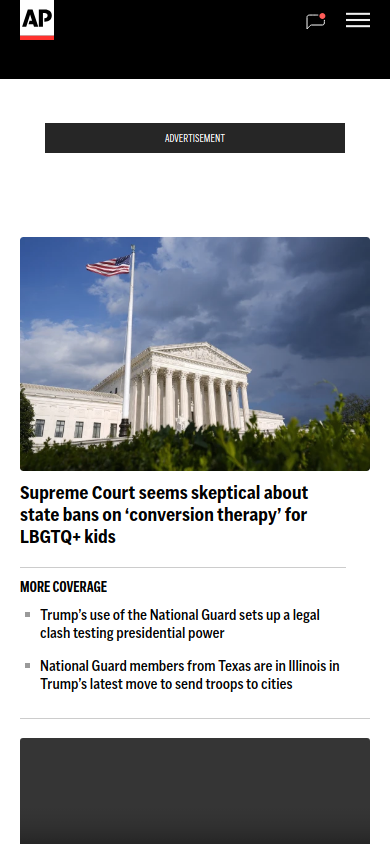 AP
ADVERTISEMENT
Supreme Court seems skeptical about
state bans on ‘conversion therapy’ for
LBGTQ+ kids
MORE COVERAGE
Trump’s use of the National Guard sets up a legal
clash testing presidential power
National Guard members from Texas are in Illinois in
Trump’s latest move to send troops to cities